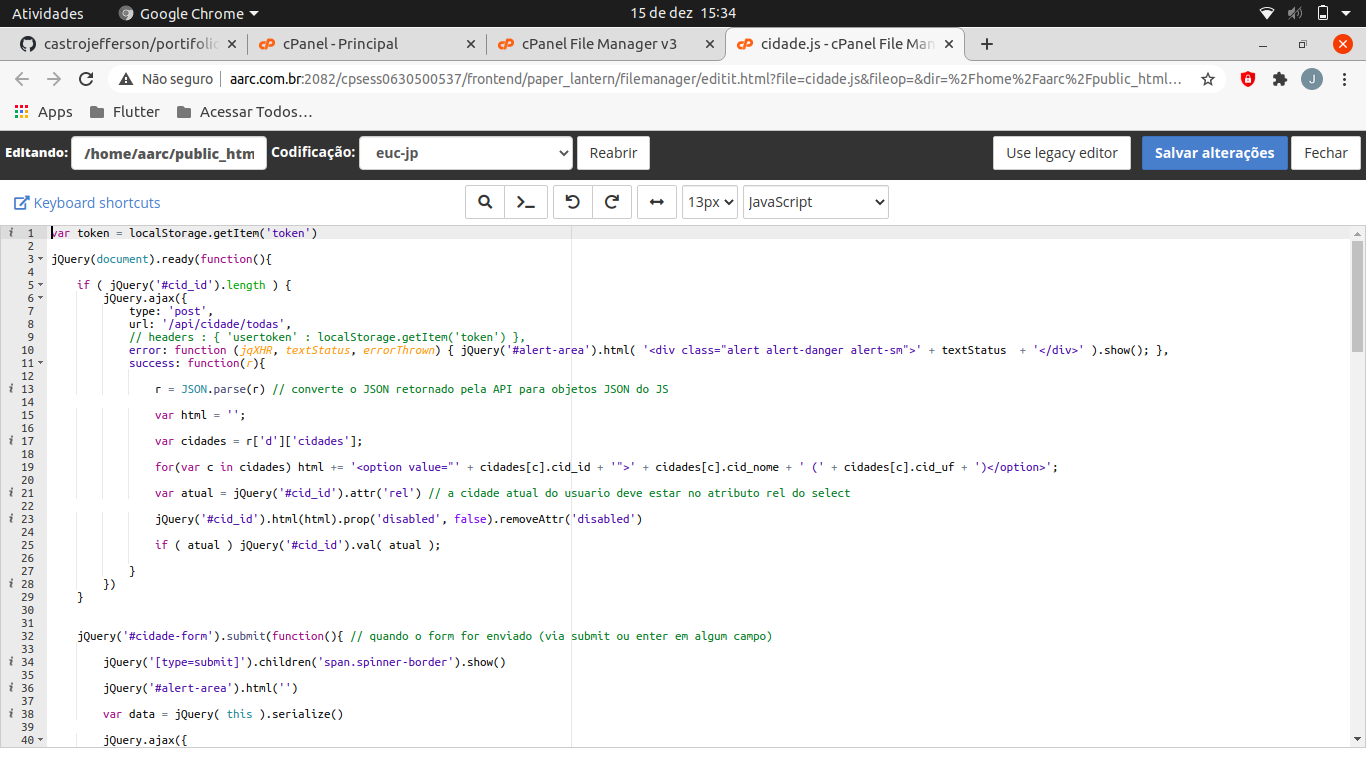 Atividades Google Chrome 15 de dez 15:34
castrojefferson/portifolic cPanel - Principal cPanel File Manager v3 cidade.js - cPanel File Man
Não seguro aarc.com.br:2082/cpsess0630500537/frontend/paper_lantern/filemanager/editit.html?file=cidade.js&fileop=&dir=%2Fhome%2Faarc%2Fpublic_html... J
Apps Flutter Acessar Todos...
Editando: /home/aarc/public_htm Codificação: euc-jp Reabrir Use legacy editor Salvar alterações Fechar
Keyboard shortcuts 13px JavaScript
i 1 var token = localStorage.getItem('token')
2
3 jQuery(document).ready(function(){
4
5 if ( jQuery('#cid_id').length ) {
6 jQuery.ajax({
7 type: 'post',
8 url: '/api/cidade/todas',
9 // headers : { 'usertoken' : localStorage.getItem('token') },
10 error: function (jqXHR, textStatus, errorThrown) { jQuery('#alert-area').html( '<div class="alert alert-danger alert-sm">' + textStatus  + '</div>' ).show(); },
11 success: function(r){
12
i 13 r = JSON.parse(r) // converte o JSON retornado pela API para objetos JSON do JS
14
15 var html = '';
16
i 17 var cidades = r['d']['cidades'];
18
19 for(var c in cidades) html += '<option value="' + cidades[c].cid_id + '">' + cidades[c].cid_nome + ' (' + cidades[c].cid_uf + ')</option>';
20
i 21 var atual = jQuery('#cid_id').attr('rel') // a cidade atual do usuario deve estar no atributo rel do select
22
i 23 jQuery('#cid_id').html(html).prop('disabled', false).removeAttr('disabled')
24
25 if ( atual ) jQuery('#cid_id').val( atual );
26
27 }
i 28 })
29 }
30
31
32 jQuery('#cidade-form').submit(function(){ // quando o form for enviado (via submit ou enter em algum campo)
33
i 34 jQuery('[type=submit]').children('span.spinner-border').show()
35
i 36 jQuery('#alert-area').html('')
37
i 38 var data = jQuery( this ).serialize()
39
40 jQuery.ajax({